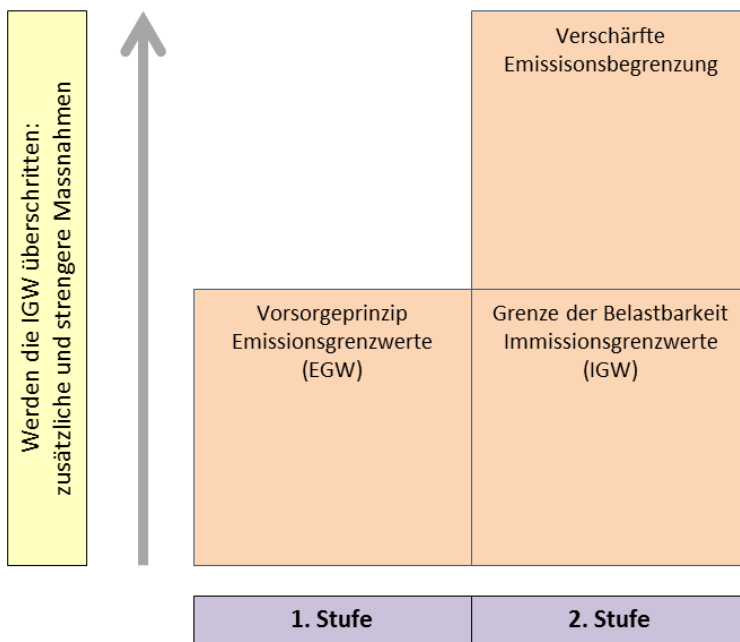 Werden die IGW überschritten:
zusätzliche und strengere Massnahmen
Verschärfte
Emissisonsbegrenzung
Vorsorgeprinzip
Emissionsgrenzwerte
(EGW)
Grenze der Belastbarkeit
Immissionsgrenzwerte
(IGW)
1. Stufe
2. Stufe